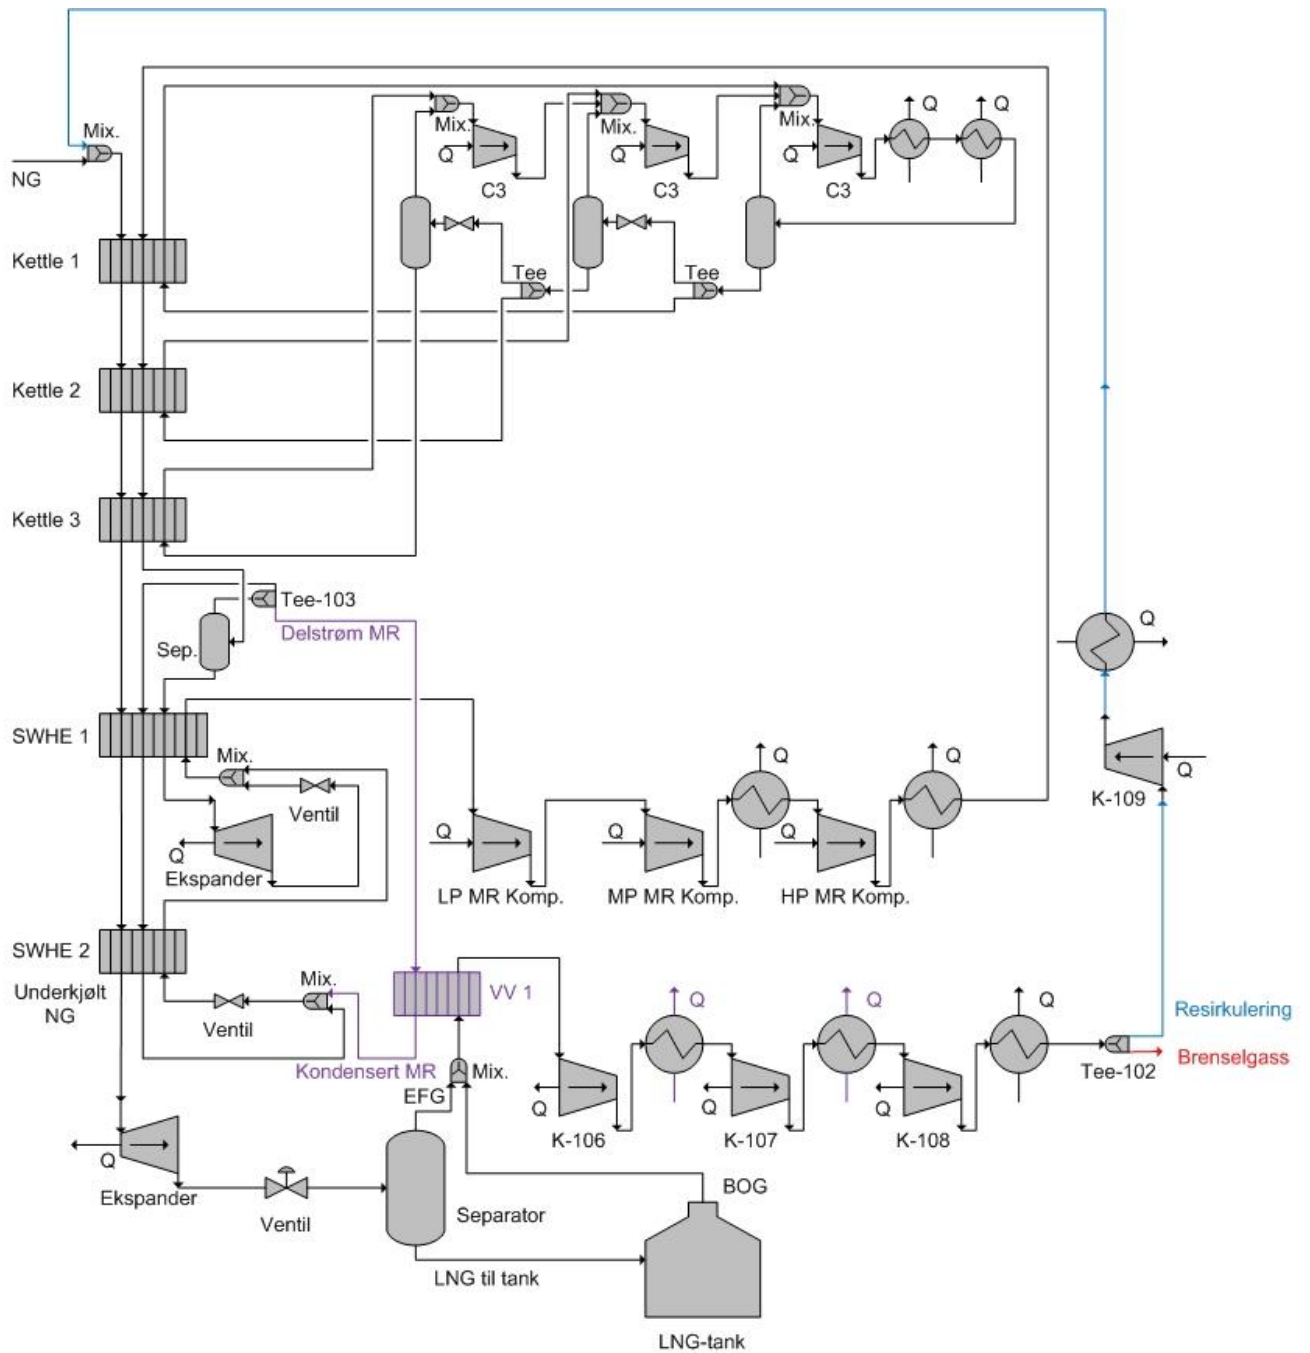 Mix.
NG
Kettle 1
Kettle 2
Kettle 3
Mix.
Q
C3
Mix.
Q
C3
Mix.
Q
C3
Q
Q
Tee
Tee
Tee-103
Delstrøm MR
Sep.
SWHE 1
Mix.
Ventil
Q
Ekspander
Q
LP MR Komp.
Q
MP MR Komp.
Q
Q
HP MR Komp.
Q
Q
Q
K-109
SWHE 2
Underkjølt
NG
Mix.
Ventil
VV 1
Kondensert MR
Mix.
EFG
Q
K-106
Q
Q
K-107
Q
Q
K-108
Q
Tee-102
Resirkulering
Brenselgass
Q
Ekspander
Ventil
Separator
BOG
LNG til tank
LNG-tank